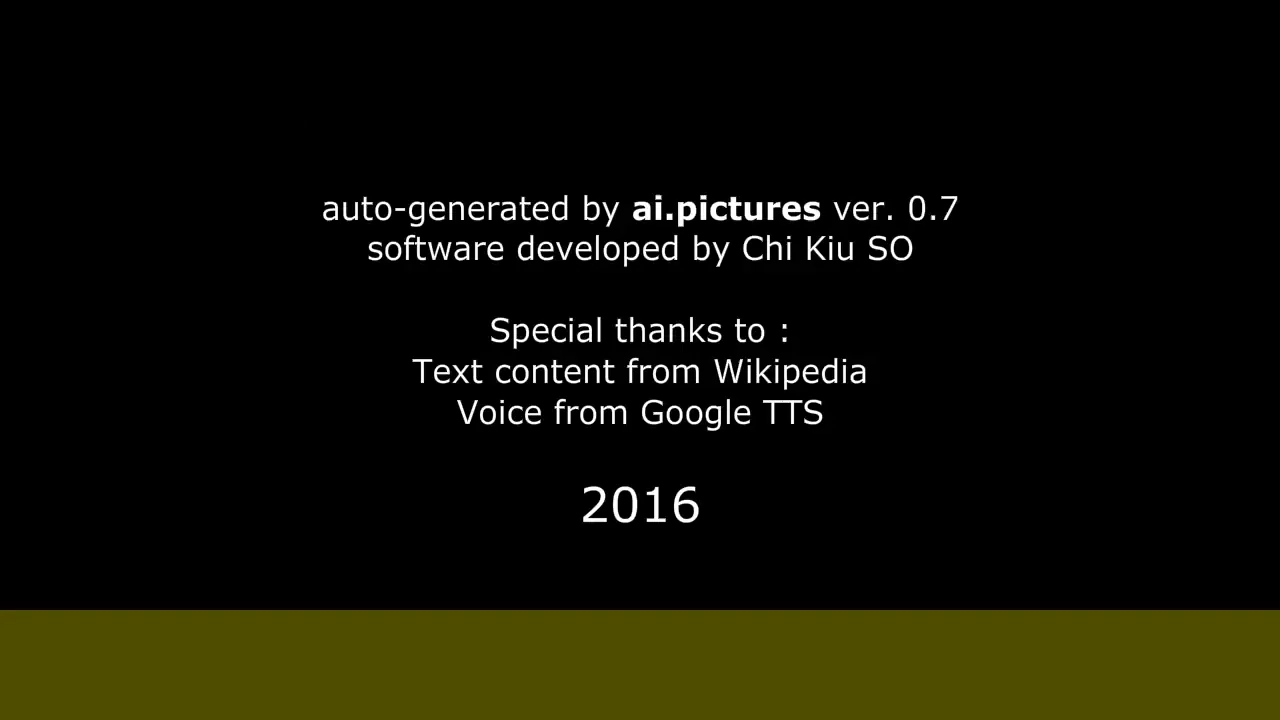 auto-generated by ai.pictures ver. 0.7
software developed by Chi Kiu SO
Special thanks to :
Text content from Wikipedia
Voice from Google TTS
2016